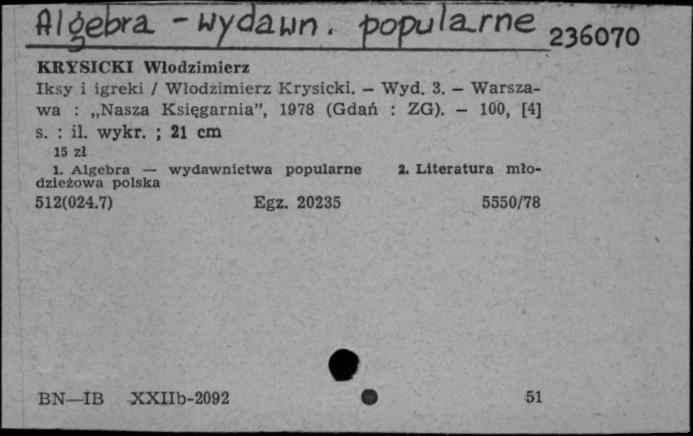 Algebra - wydawn. popularne 236070
KRYSICKI Włodzimierz
Iksy i igreki / Włodzimierz Krysicki. — Wyd. 3. — Warsza-
wa : „Nasza Księgarnia”, 1978 (Gdań : ZG). — 100, [4]
s. : il. wykr. ; 21 cm
15 zł
1. Algebra — wydawnictwa popularne 2. Literatura mło-
dzieżowa polska
512(024.7) Egz. 20235 5550/78
BN—IB XXIIb-2092 51